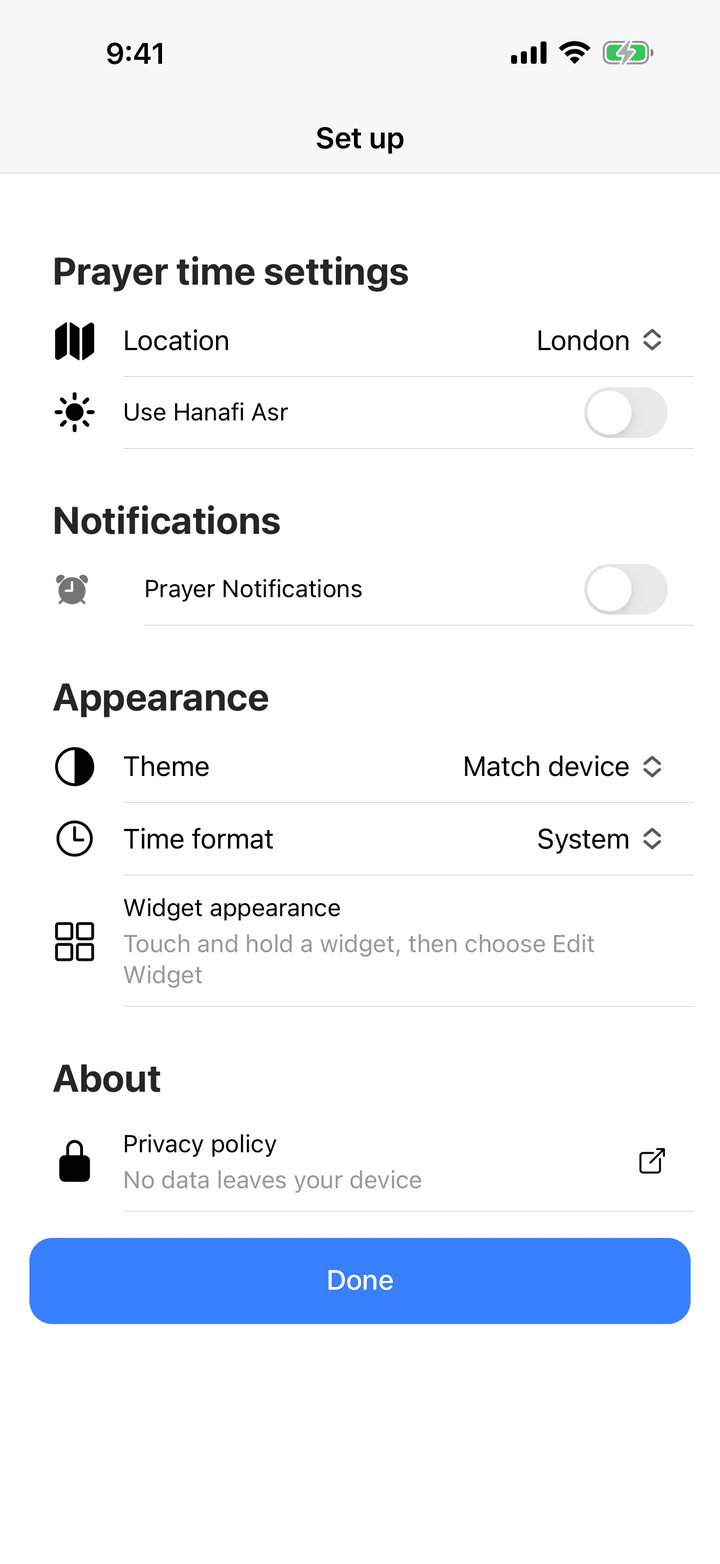 9:41
Set up
Prayer time settings
Location London
Use Hanafi Asr
Notifications
Prayer Notifications
Appearance
Theme Match device
Time format System
Widget appearance
Touch and hold a widget, then choose Edit
Widget
About
Privacy policy
No data leaves your device
Done